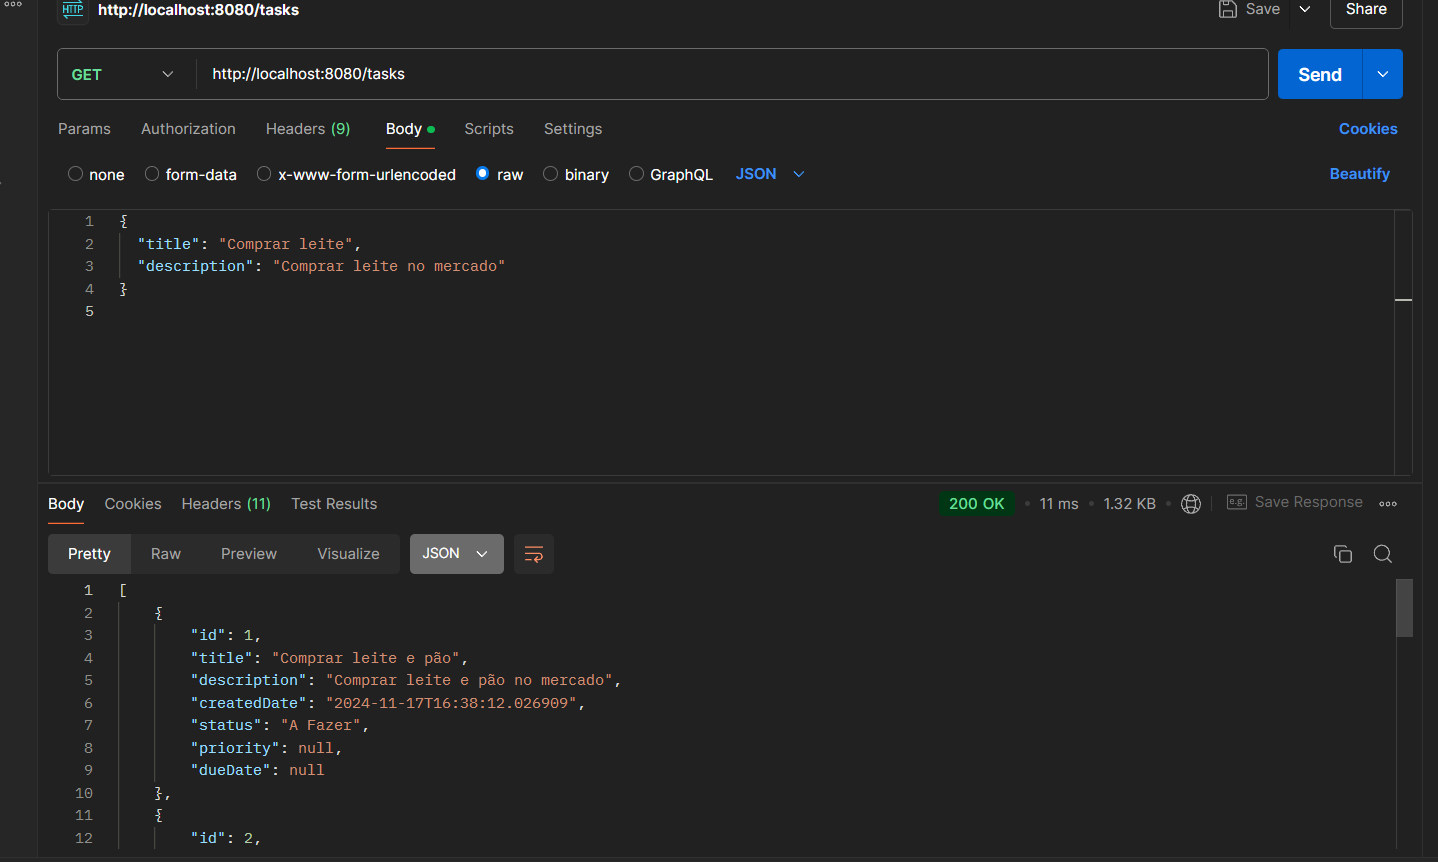 HTTP http://localhost:8080/tasks Save Share
GET http://localhost:8080/tasks Send
Params Authorization Headers (9) Body Scripts Settings Cookies
none form-data x-www-form-urlencoded raw binary GraphQL JSON Beautify
1 {
2 "title": "Comprar leite",
3 "description": "Comprar leite no mercado"
4 }
5
Body Cookies Headers (11) Test Results 200 OK • 11 ms • 1.32 KB • e.g. Save Response
Pretty Raw Preview Visualize JSON
1 [
2 {
3 "id": 1,
4 "title": "Comprar leite e pão",
5 "description": "Comprar leite e pão no mercado",
6 "createdDate": "2024-11-17T16:38:12.026909",
7 "status": "A Fazer",
8 "priority": null,
9 "dueDate": null
10 },
11 {
12 "id": 2,